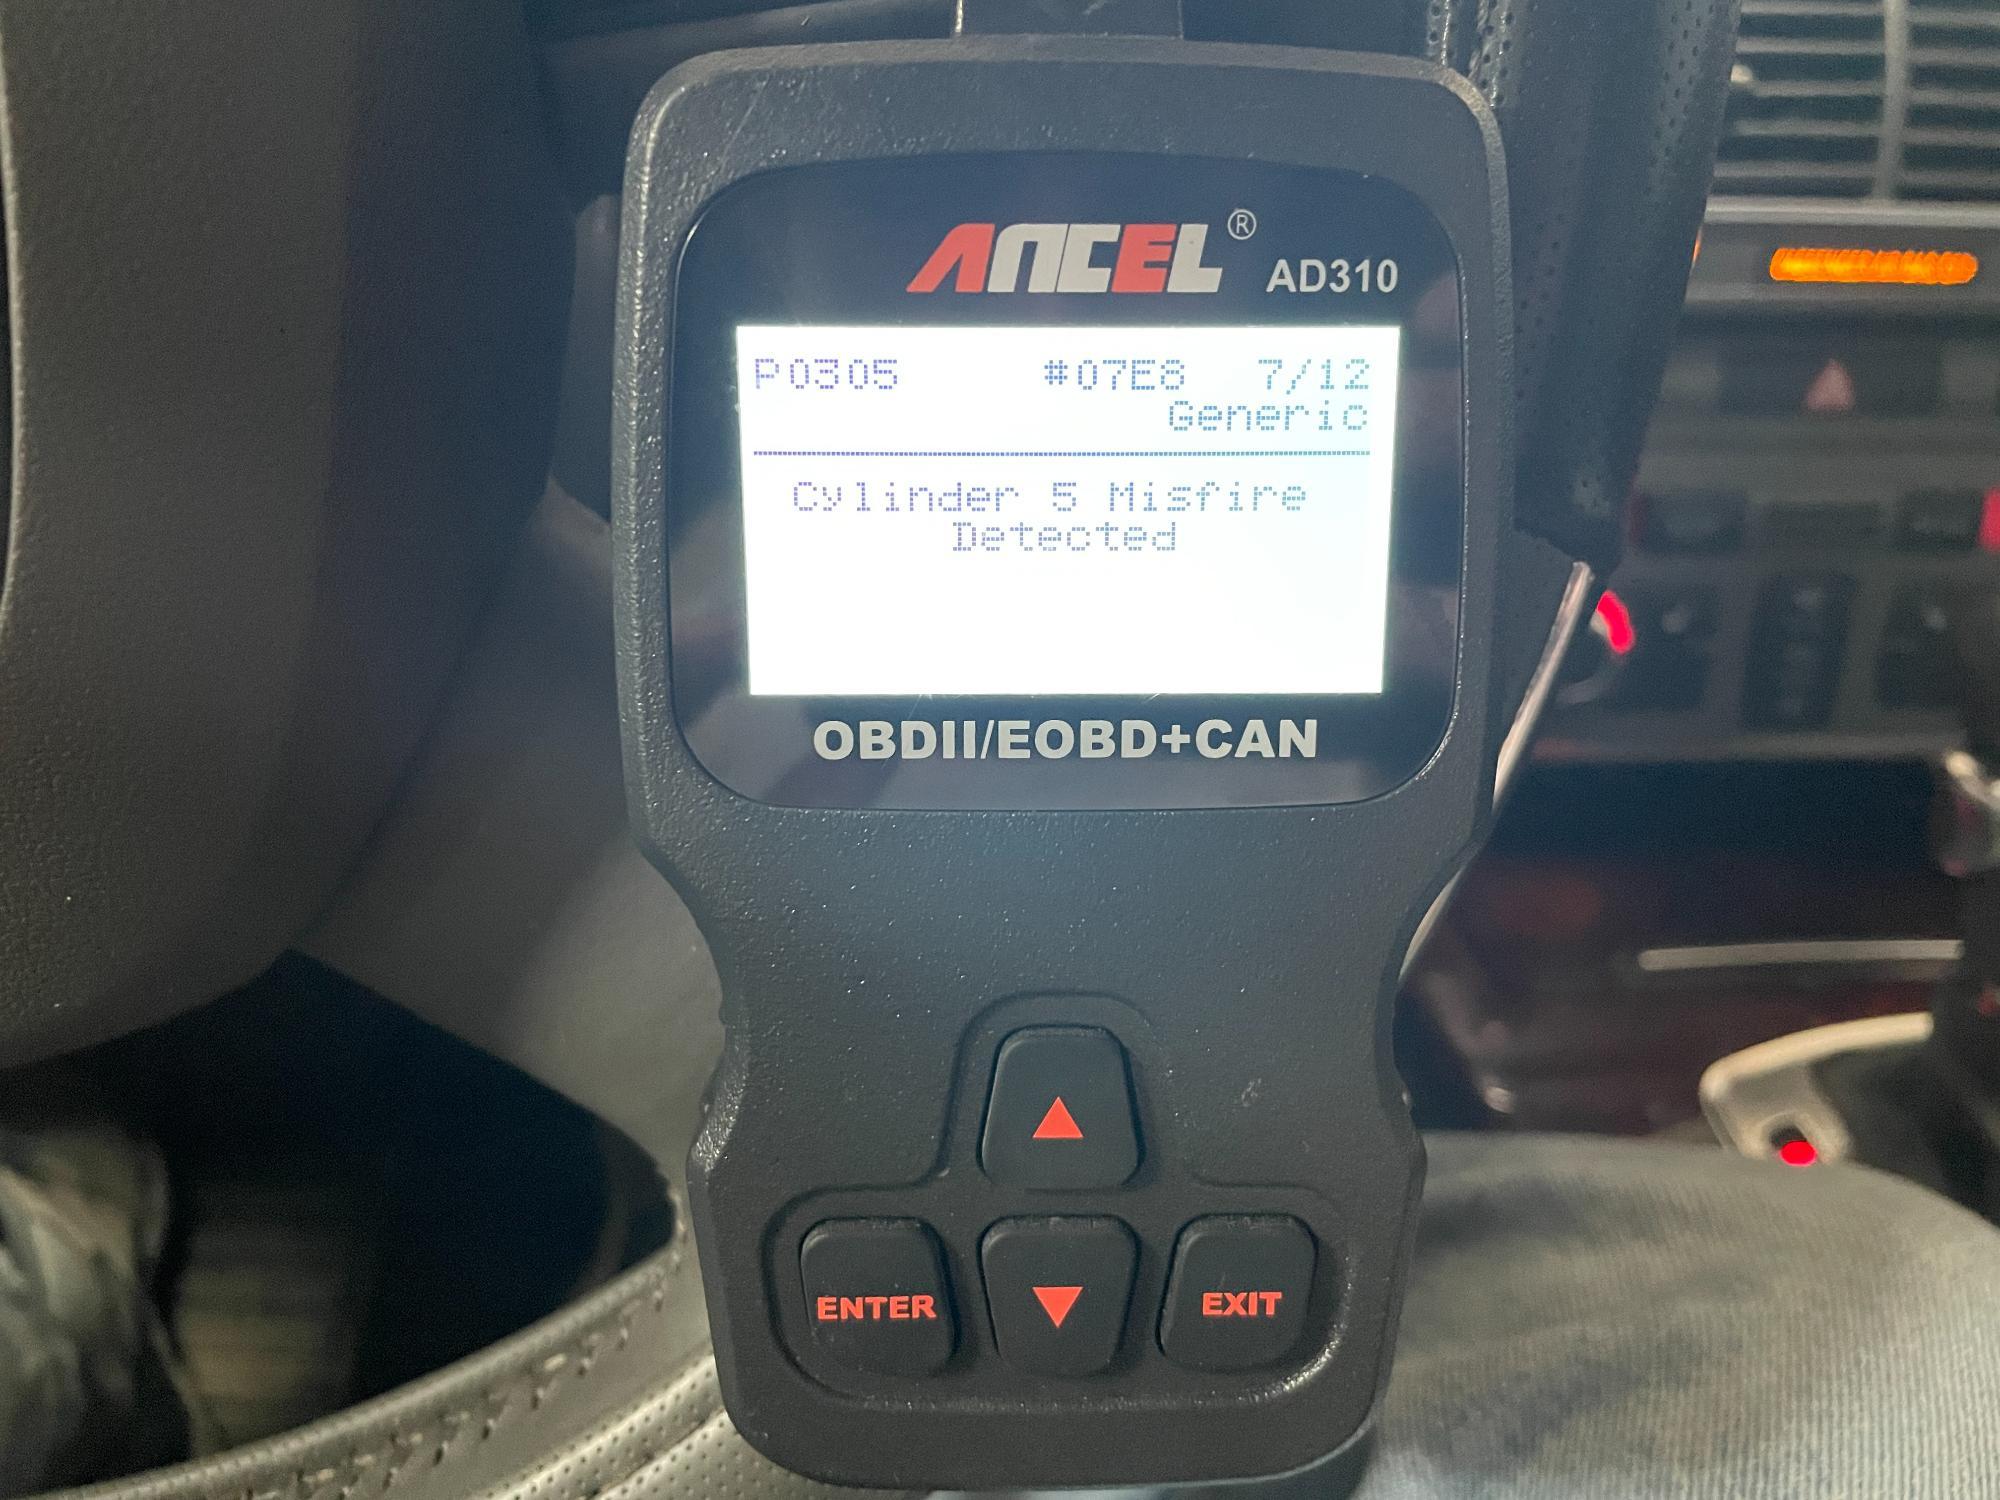 ANCEL® AD310
P0305 #07E8 7/12
Generic
Cylinder 5 Misfire
Detected
OBDII/EOBD+CAN
ENTER EXIT